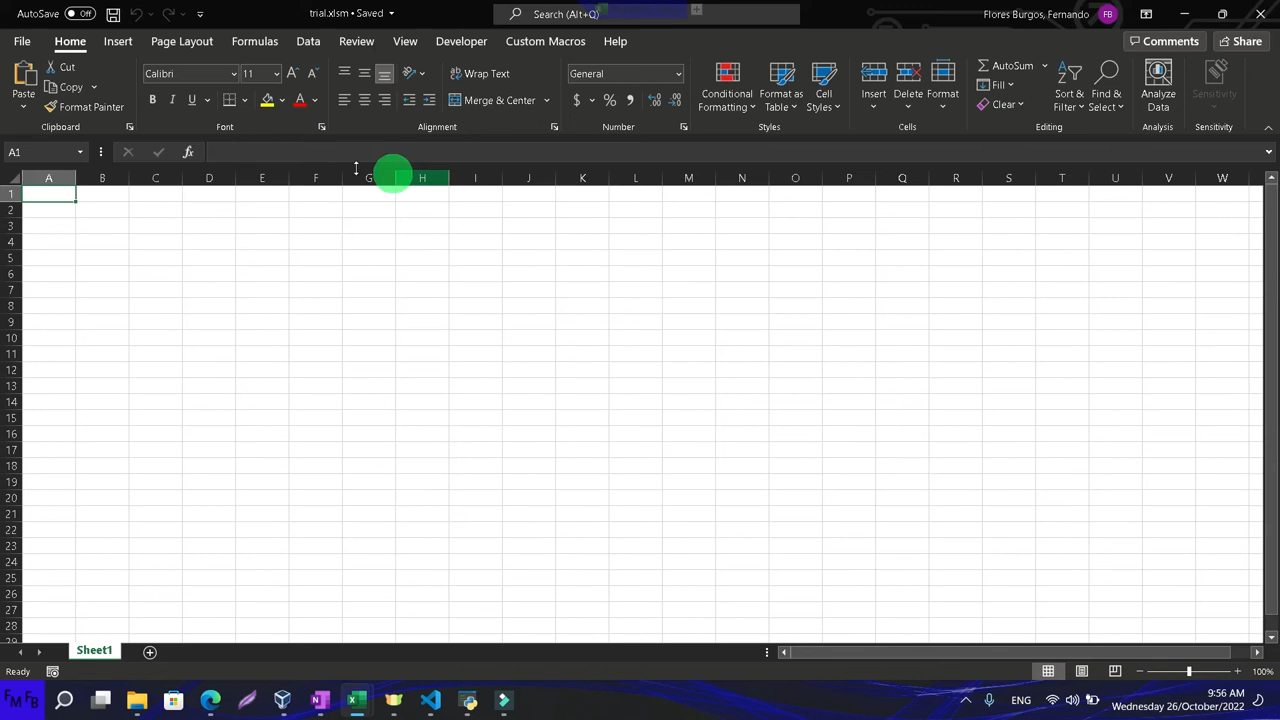 AutoSave Off trial.xlsm • Saved Search (Alt+Q) Flores Burgos, Fernando FB
File Home Insert Page Layout Formulas Data Review View Developer Custom Macros Help Comments Share
Paste Cut Copy Format Painter Clipboard
Calibri 11 A A B I U A Font
Wrap Text Merge & Center Alignment
General $ % , Number
Conditional Formatting Format as Table Cell Styles Styles
Insert Delete Format Cells
AutoSum Fill Clear Sort & Filter Find & Select Editing
Analyze Data Analysis
Sensitivity Sensitivity
A1 fx
A B C D E F G H I J K L M N O P Q R S T U V W
1
2
3
4
5
6
7
8
9
10
11
12
13
14
15
16
17
18
19
20
21
22
23
24
25
26
27
28
29
Sheet1
Ready 100%
FM FB ENG 9:56 AM
Wednesday 26/October/2022